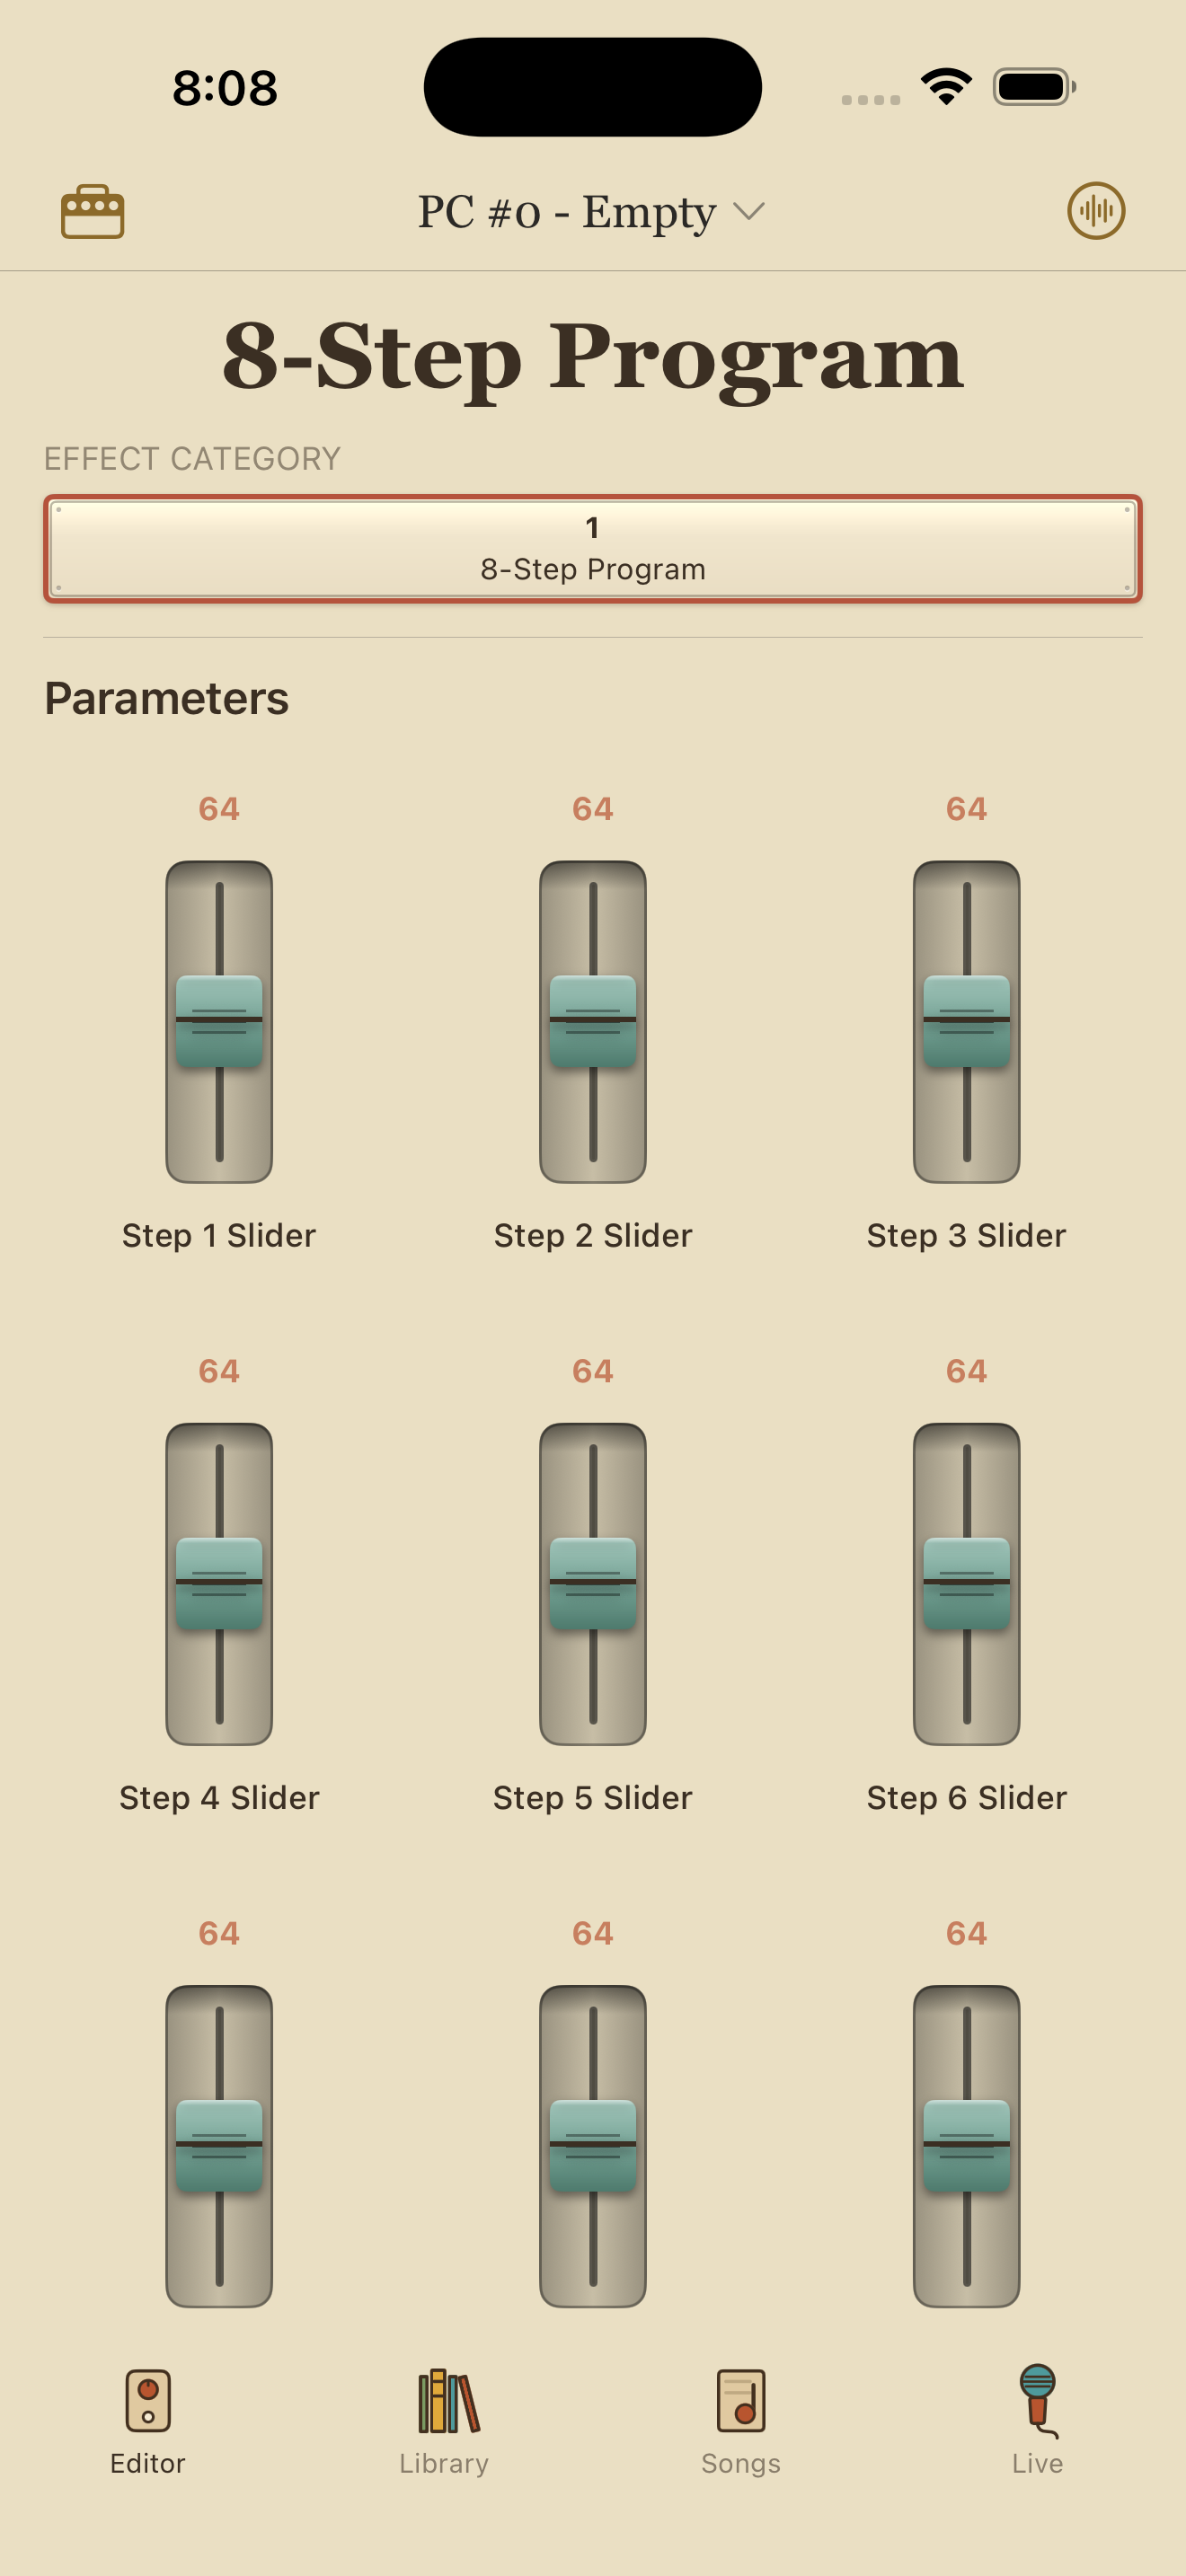 8:08
PC #0 - Empty
8-Step Program
EFFECT CATEGORY
1
8-Step Program
Parameters
64 64 64
Step 1 Slider Step 2 Slider Step 3 Slider
64 64 64
Step 4 Slider Step 5 Slider Step 6 Slider
64 64 64
Editor Library Songs Live